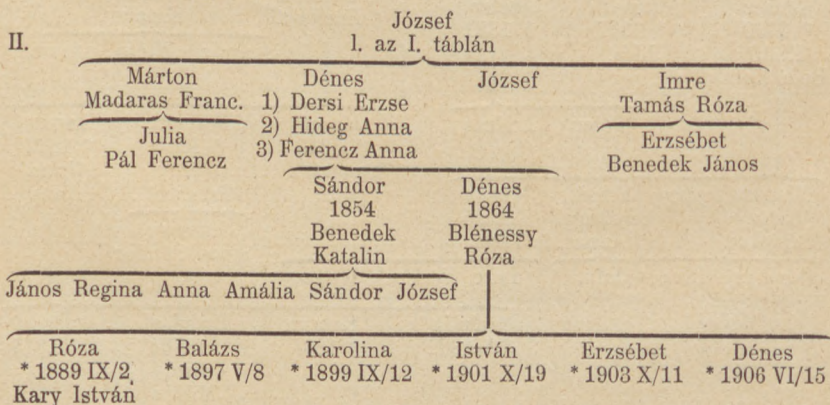 József
II.
l. az I. táblán
Márton Dénes József Imre
Madaras Franc. 1) Dersi Erzse Tamás Róza
Julia 2) Hideg Anna Erzsébet
Pál Ferencz 3) Ferencz Anna Benedek János
Sándor Dénes
1854 1864
Benedek Blénessy
Katalin Róza
János Regina Anna Amália Sándor József
Róza Balázs Karolina István Erzsébet Dénes
* 1889 IX/2 * 1897 V/8 * 1899 IX/12 * 1901 X/19 * 1903 X/11 * 1906 VI/15
Kary István